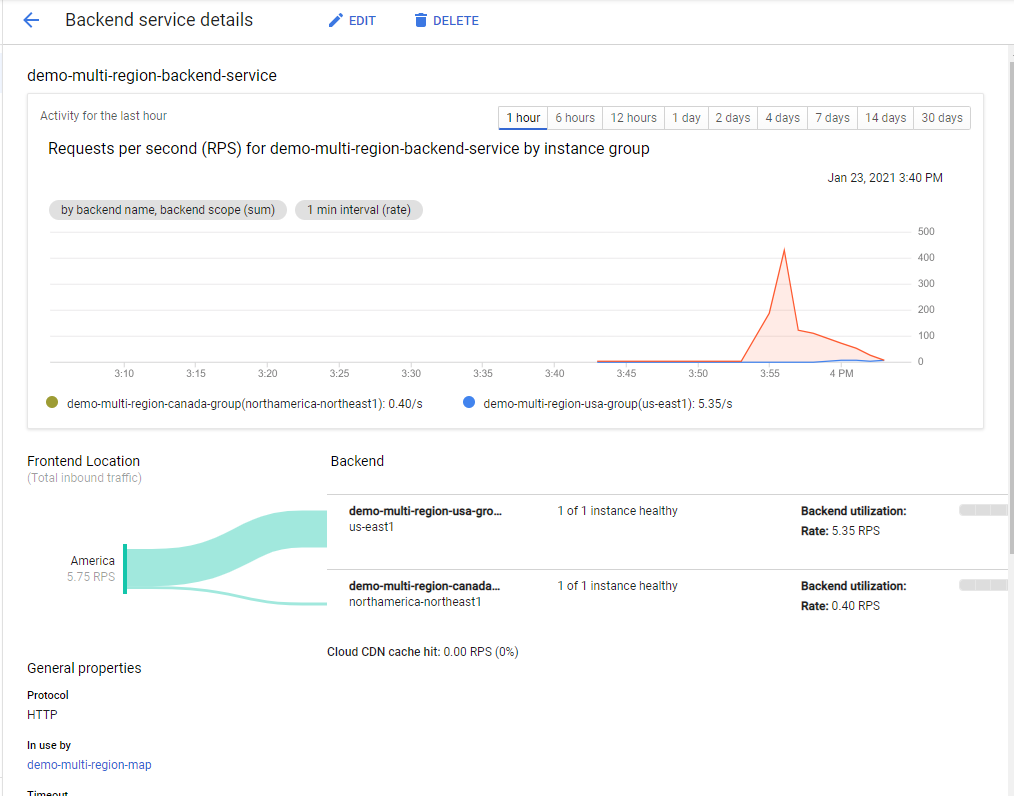 Backend service details EDIT DELETE
demo-multi-region-backend-service
Activity for the last hour 1 hour 6 hours 12 hours 1 day 2 days 4 days 7 days 14 days 30 days
Requests per second (RPS) for demo-multi-region-backend-service by instance group
Jan 23, 2021 3:40 PM
by backend name, backend scope (sum) 1 min interval (rate)
500
400
300
200
100
0
3:10 3:15 3:20 3:25 3:30 3:35 3:40 3:45 3:50 3:55 4 PM
demo-multi-region-canada-group(northamerica-northeast1): 0.40/s demo-multi-region-usa-group(us-east1): 5.35/s
Frontend Location Backend
(Total inbound traffic)
demo-multi-region-usa-gro... 1 of 1 instance healthy Backend utilization:
us-east1 Rate: 5.35 RPS
America
5.75 RPS
demo-multi-region-canada... 1 of 1 instance healthy Backend utilization:
northamerica-northeast1 Rate: 0.40 RPS
Cloud CDN cache hit: 0.00 RPS (0%)
General properties
Protocol
HTTP
In use by
demo-multi-region-map
Timeout